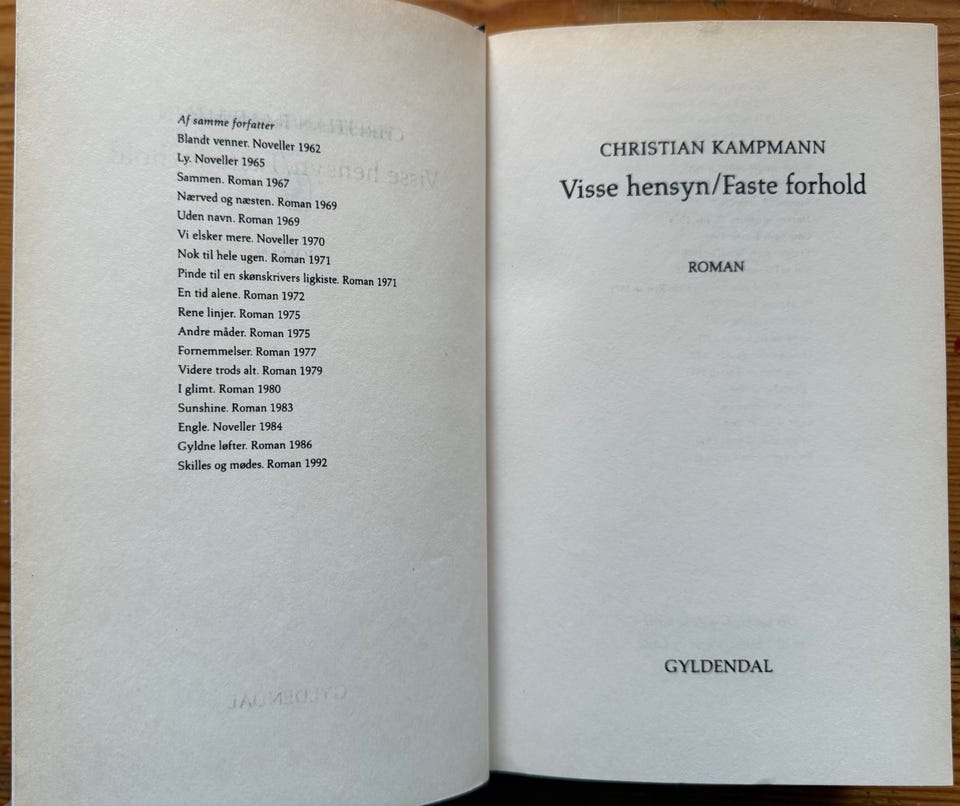 Af samme forfatter
Blandt venner. Noveller 1962
Ly. Noveller 1965
Sammen. Roman 1967
Nærved og næsten. Roman 1969
Uden navn. Roman 1969
Vi elsker mere. Noveller 1970
Nok til hele ugen. Roman 1971
Pinde til en skønskrivers ligkiste. Roman 1971
En tid alene. Roman 1972
Rene linjer. Roman 1975
Andre måder. Roman 1975
Fornemmelser. Roman 1977
Videre trods alt. Roman 1979
I glimt. Roman 1980
Sunshine. Roman 1983
Engle. Noveller 1984
Gyldne løfter. Roman 1986
Skilles og mødes. Roman 1992
CHRISTIAN KAMPMANN
Visse hensyn/Faste forhold
ROMAN
GYLDENDAL